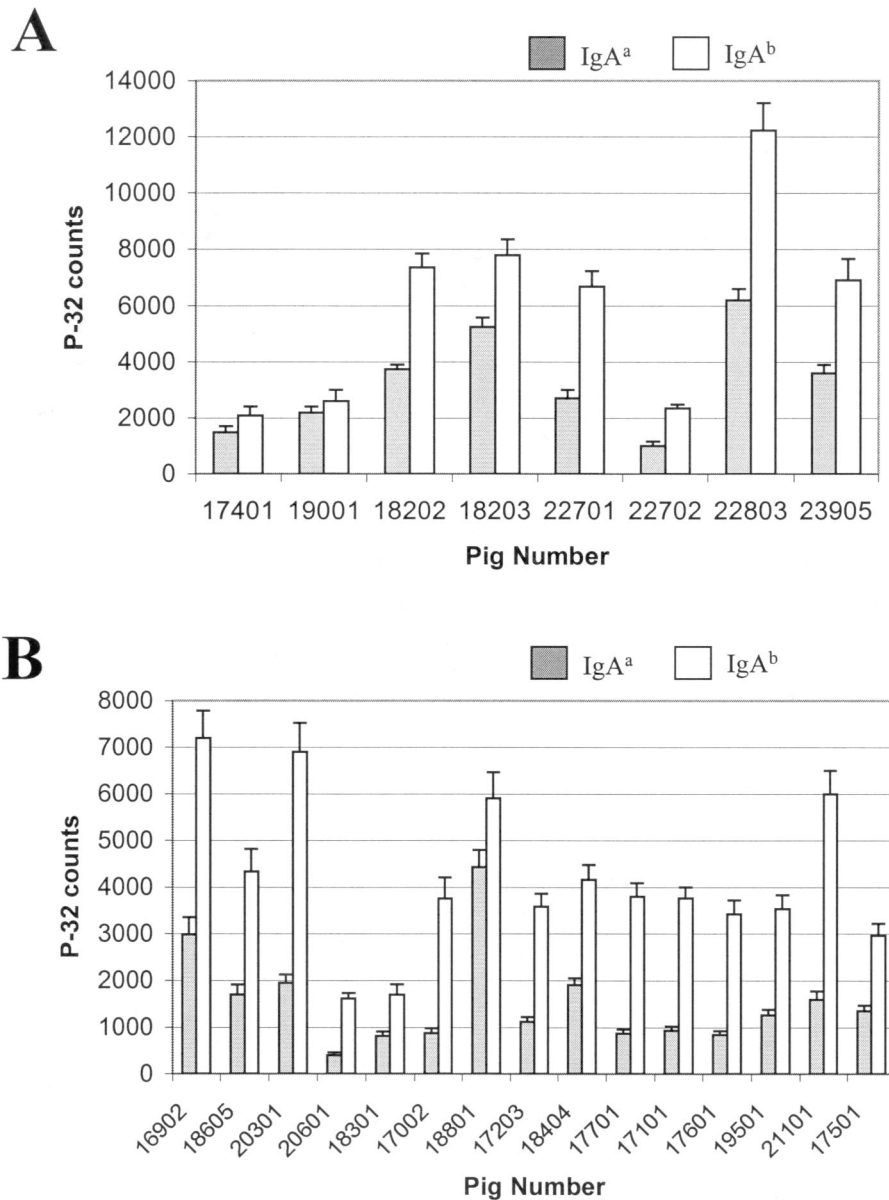 A
IgAᵃ IgAᵇ
14000
12000
10000
8000
6000
4000
2000
0
P-32 counts
17401 19001 18202 18203 22701 22702 22803 23905
Pig Number
B
IgAᵃ IgAᵇ
8000
7000
6000
5000
4000
3000
2000
1000
0
P-32 counts
16902 18605 20301 20601 18301 17002 18801 17203 18404 17701 17101 17601 19501 21101 17501
Pig Number